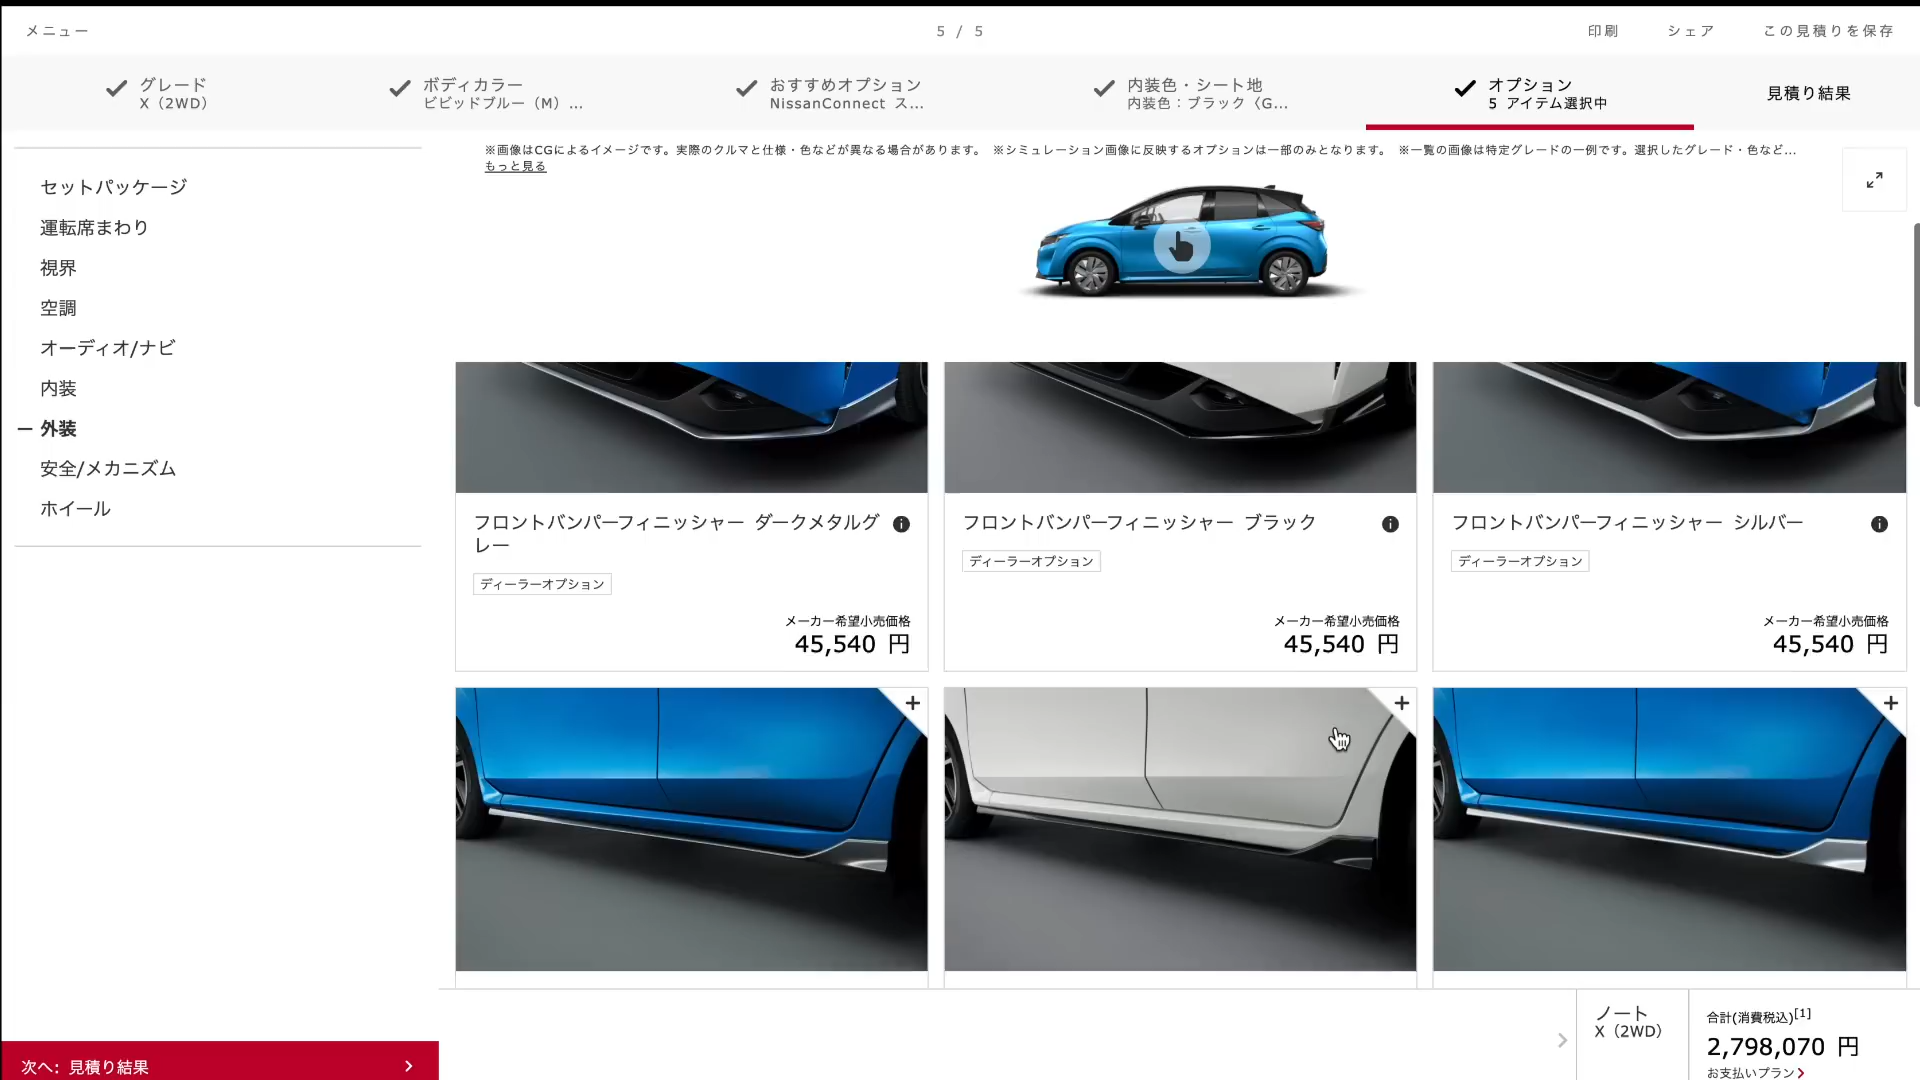 メニュー
5 / 5
印刷
シェア
この見積りを保存
グレード
X（2WD）
ボディカラー
ビビッドブルー（M）...
おすすめオプション
NissanConnect ス...
内装色・シート地
内装色：ブラック〈G...
オプション
5 アイテム選択中
見積り結果
※画像はCGによるイメージです。実際のクルマと仕様・色などが異なる場合があります。 ※シミュレーション画像に反映するオプションは一部のみとなります。 ※一覧の画像は特定グレードの一例です。選択したグレード・色など...
もっと見る
セットパッケージ
運転席まわり
視界
空調
オーディオ/ナビ
内装
外装
安全/メカニズム
ホイール
フロントバンパーフィニッシャー ダークメタルグ
レー
ディーラーオプション
メーカー希望小売価格
45,540 円
フロントバンパーフィニッシャー ブラック
ディーラーオプション
メーカー希望小売価格
45,540 円
フロントバンパーフィニッシャー シルバー
ディーラーオプション
メーカー希望小売価格
45,540 円
次へ: 見積り結果
ノート
X（2WD）
合計(消費税込)[1]
2,798,070 円
お支払いプラン